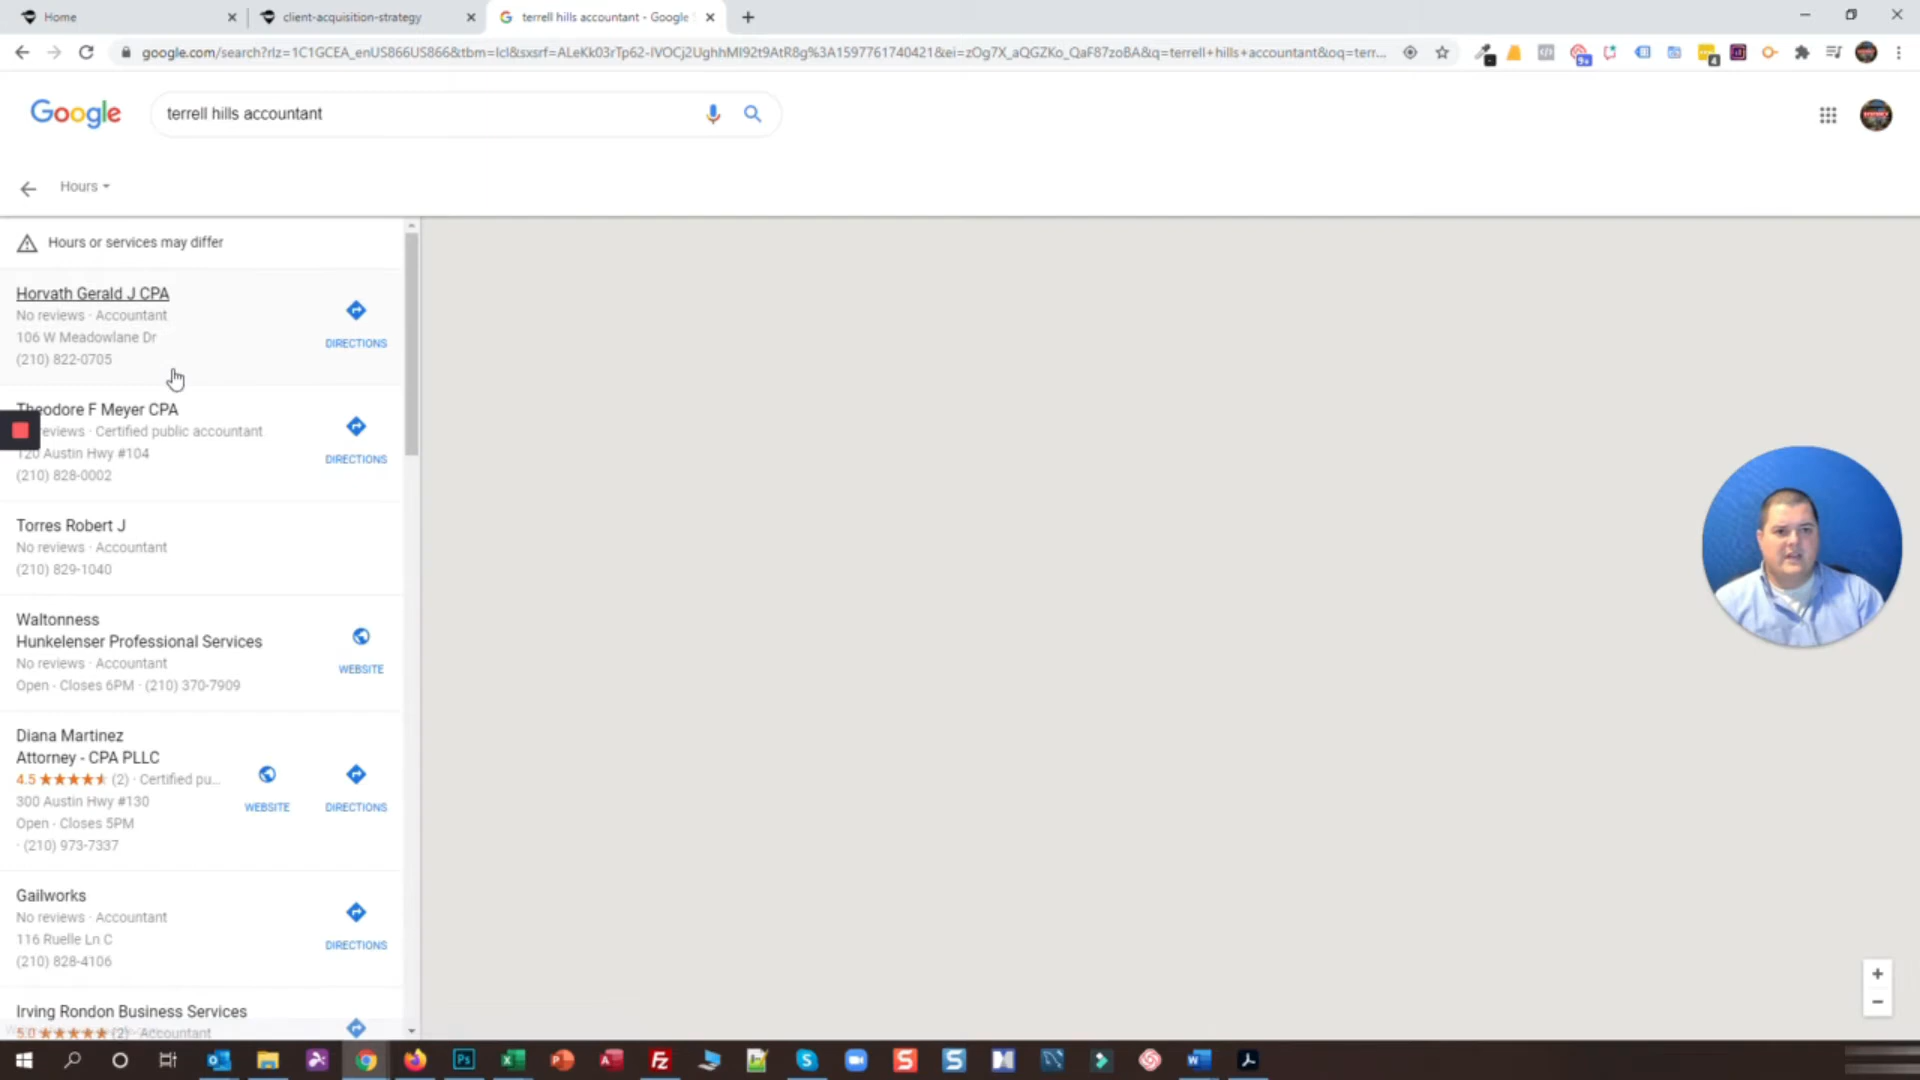 Home
client-acquisition-strategy
terrell hills accountant - Google
google.com/search?rlz=1C1GCEA_enUS866US866&tbm=lcl&sxsrf=ALeKk03rTp62-IVOCj2UghhMI92t9AtR8g%3A1597761740421&ei=zOg7X_aQGZKo_QaF87zoBA&q=terrell+hills+accountant&oq=terr...
Google
terrell hills accountant
Hours
Hours or services may differ
Horvath Gerald J CPA
No reviews · Accountant
106 W Meadowlane Dr
(210) 822-0705
DIRECTIONS
Theodore F Meyer CPA
reviews · Certified public accountant
120 Austin Hwy #104
(210) 828-0002
DIRECTIONS
Torres Robert J
No reviews · Accountant
(210) 829-1040
Waltonness
Hunkelenser Professional Services
No reviews · Accountant
Open · Closes 6PM · (210) 370-7909
WEBSITE
Diana Martinez
Attorney - CPA PLLC
4.5 (2) · Certified pu...
300 Austin Hwy #130
Open · Closes 5PM
· (210) 973-7337
WEBSITE
DIRECTIONS
Gailworks
No reviews · Accountant
116 Ruelle Ln C
(210) 828-4106
DIRECTIONS
Irving Rondon Business Services
5.0 (2) · Accountant